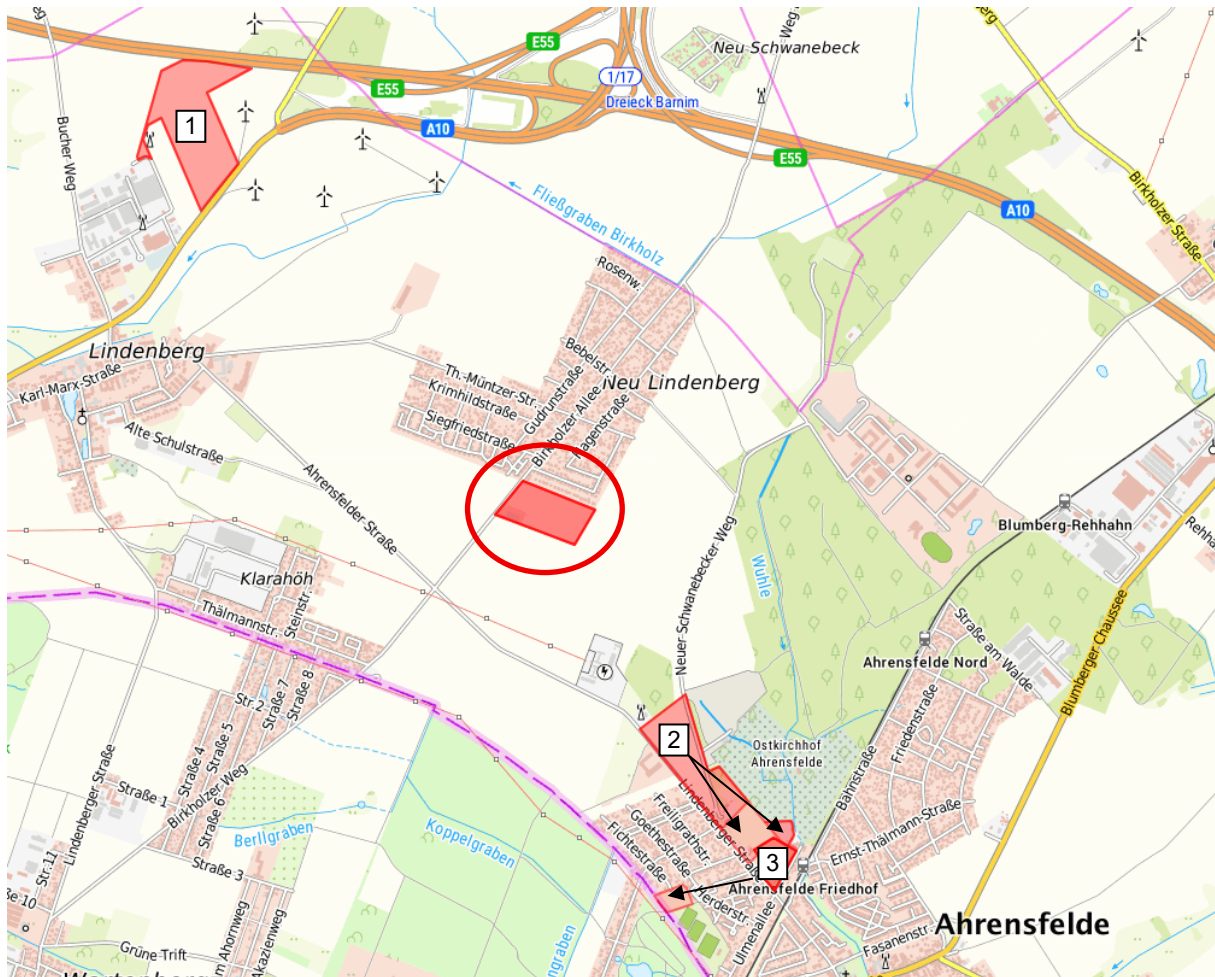 E55
Neu Schwanebeck
1/17
Dreieck Barnim
E55
A10
E55
Bucher Weg
1
Birkholzer Straße
A10
Fließgraben Birkholz
Rosenw.
Lindenberg
Karl-Marx-Straße
Bebelstr.
Neu Lindenberg
Th.-Müntzer-Str.
Krimhildstraße
Gudrunstraße
Birkholzer Allee
Hagenstraße
Siegfriedstraße
Alte Schulstraße
Ahrensfelder-Straße
Neuer-Schwanebecker Weg
Wuhle
Blumberg-Rehhahn
Klarahöh
Thälmannstr.
Steinstr.
Straße am Walde
Ahrensfelde Nord
Blumberger Chaussee
Str.2
Straße 7
Straße 8
Straße 4
Straße 5
Straße 6
Birkholzer Weg
Lindenberger Straße
Straße 1
Straße 3
2
Ostkirchhof
Ahrensfelde
Friedenstraße
Bahnstraße
Berllgraben
Koppelgraben
Lindenberger Straße
Freiligrathstr.
Goethestraße
Fichtestraße
Herderstr.
Ernst-Thälmann-Straße
3
Ahrensfelde Friedhof
Ulmenallee
Str.11
Grüne Trift
Akazienweg
Ahrensfelde
Fasanenstr.